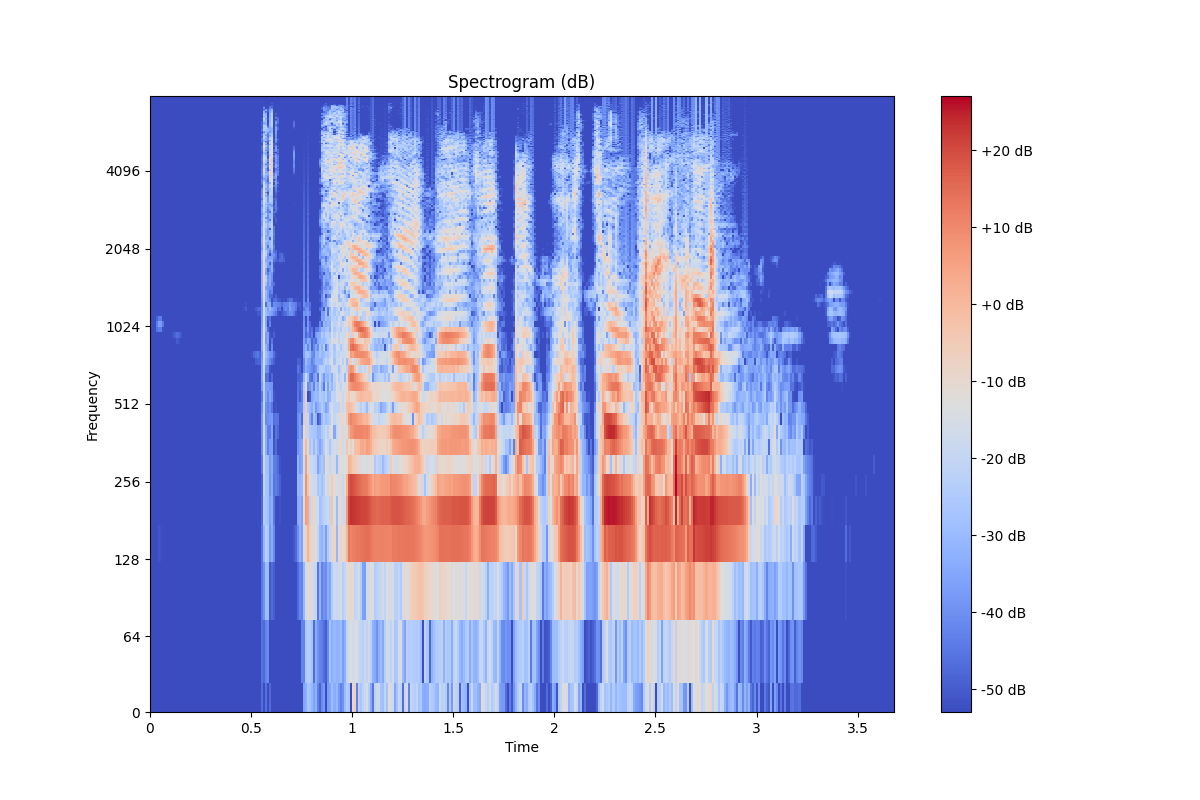 Spectrogram (dB)
4096
2048
1024
512
256
128
64
0
Frequency
0
0.5
1
1.5
2
2.5
3
3.5
Time
+20 dB
+10 dB
+0 dB
-10 dB
-20 dB
-30 dB
-40 dB
-50 dB